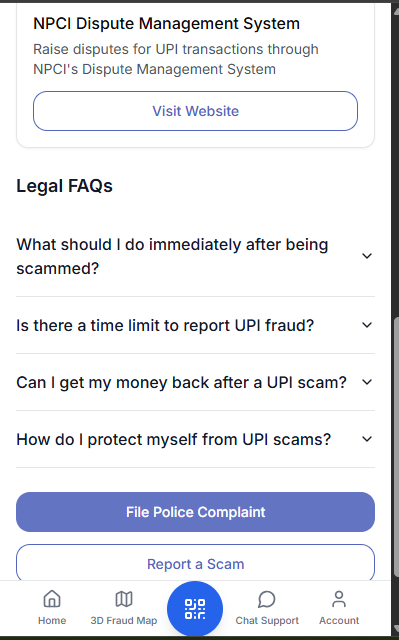 NPCI Dispute Management System
Raise disputes for UPI transactions through
NPCI's Dispute Management System
Visit Website
Legal FAQs
What should I do immediately after being
scammed?
Is there a time limit to report UPI fraud?
Can I get my money back after a UPI scam?
How do I protect myself from UPI scams?
File Police Complaint
Report a Scam
Home
3D Fraud Map
Chat Support
Account